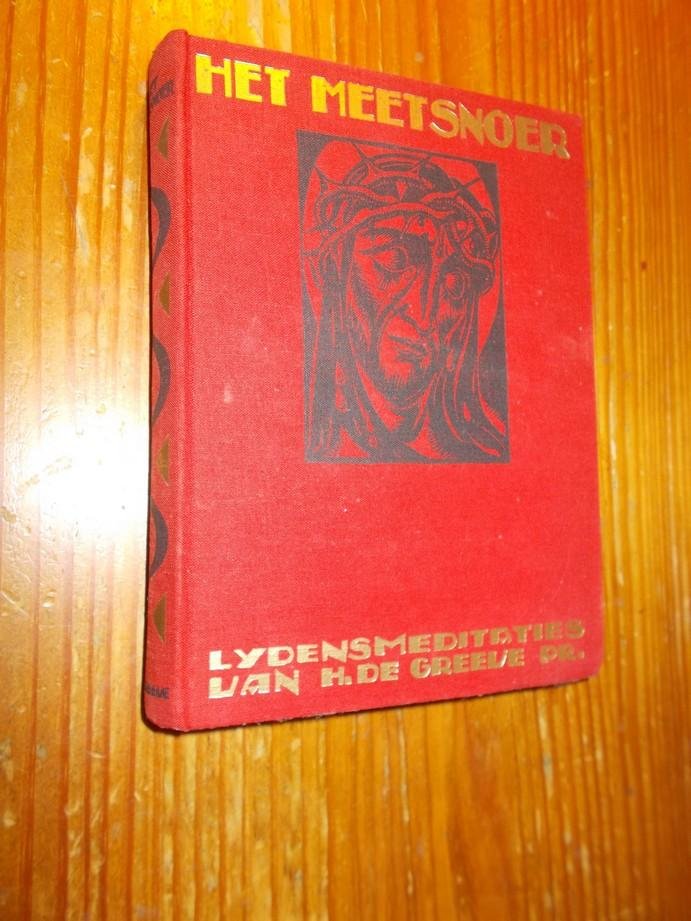 HET MEETSNOER
LYDENSMEDITATIES
VAN H. DE GREEVE PR.